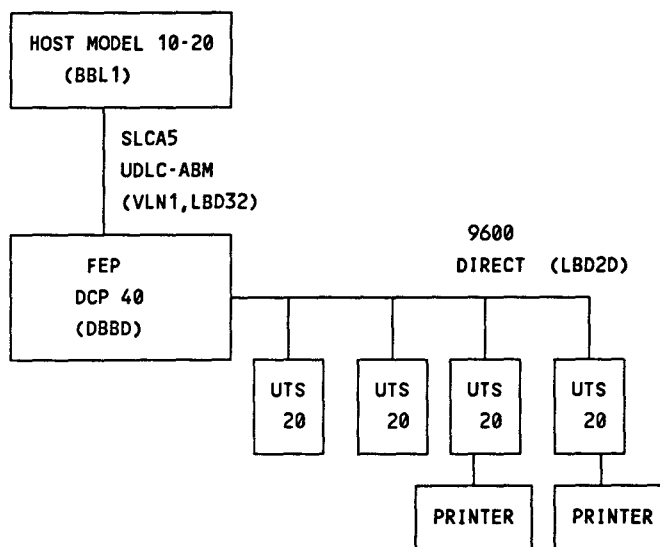 HOST MODEL 10-20
(BBL1)
SLCA5
UDLC-ABM
(VLN1,LBD32)
FEP
DCP 40
(DBBD)
9600
DIRECT (LBD2D)
UTS
20
UTS
20
UTS
20
UTS
20
PRINTER
PRINTER